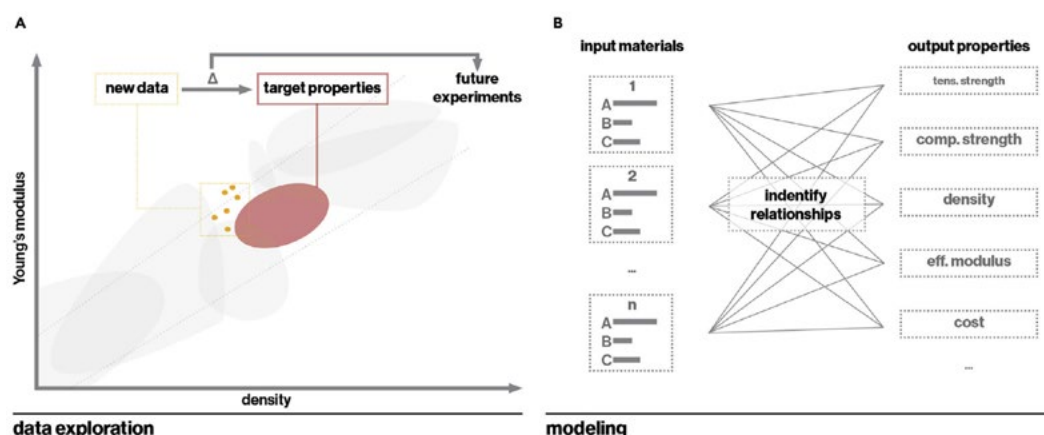 A
new data
Δ
target properties
future
experiments
Young's modulus
density
data exploration
B
input materials
output properties
1
A
B
C
2
A
B
C
...
n
A
B
C
indentify
relationships
tens. strength
comp. strength
density
eff. modulus
cost
...
modeling